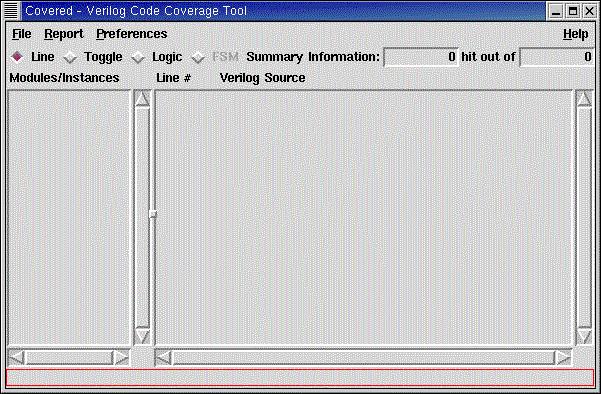 Covered - Verilog Code Coverage Tool
File Report Preferences Help
Line Toggle Logic FSM Summary Information: 0 hit out of 0
Modules/Instances Line # Verilog Source